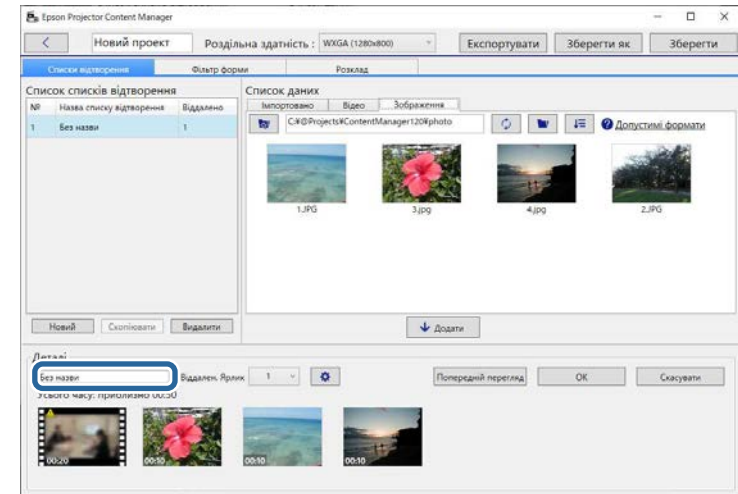 Epson Projector Content Manager
Новий проект Роздільна здатність : WXGA (1280x800) Експортувати Зберегти як Зберегти
Списки відтворення Фільтр форми Розклад
Список списків відтворення
№ Назва списку відтворення Віддалено
1 Без назви 1
Список даних
Імпортовано Відео Зображення
C:¥@Projects¥ContentManager120¥photo Допустимі формати
1.JPG 3.jpg 4.jpg 2.JPG
Новий Скопіювати Видалити
Додати
Деталі
Без назви Віддален. Ярлик 1 Попередній перегляд OK Скасувати
Усього часу: приблизно 00:50
00:20 00:10 00:10 00:10